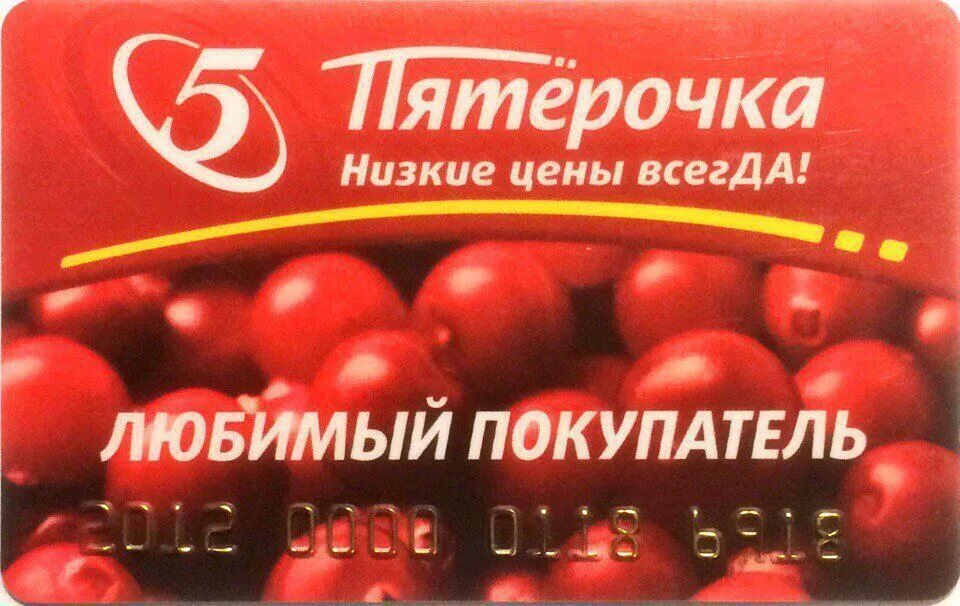 5 Пятёрочка
Низкие цены всегДА!
ЛЮБИМЫЙ ПОКУПАТЕЛЬ
2012 0000 0118 6918